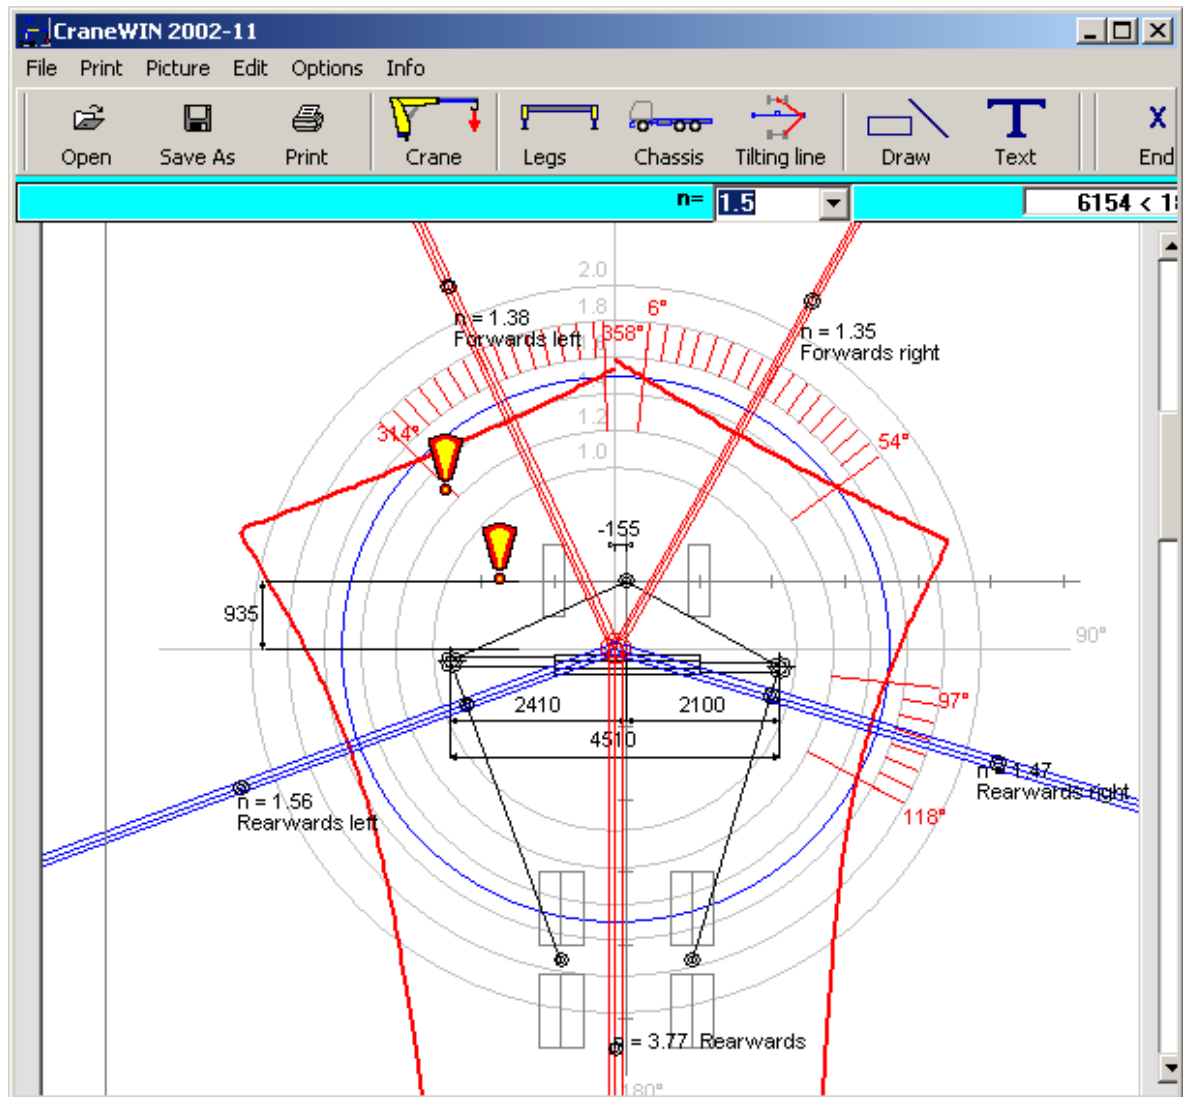 CraneWIN 2002-11
File Print Picture Edit Options Info
Open Save As Print Crane Legs Chassis Tilting line Draw Text End
n= 1.5 6154 < 1
2.0
1.8
6°
n = 1.38
Forwards left
358°
n = 1.35
Forwards right
1.2
314°
54°
1.0
-155
935
90°
2410 2100
97°
4510
n = 1.47
Rearwards right
n = 1.56
Rearwards left
118°
n = 3.77 Rearwards
180°